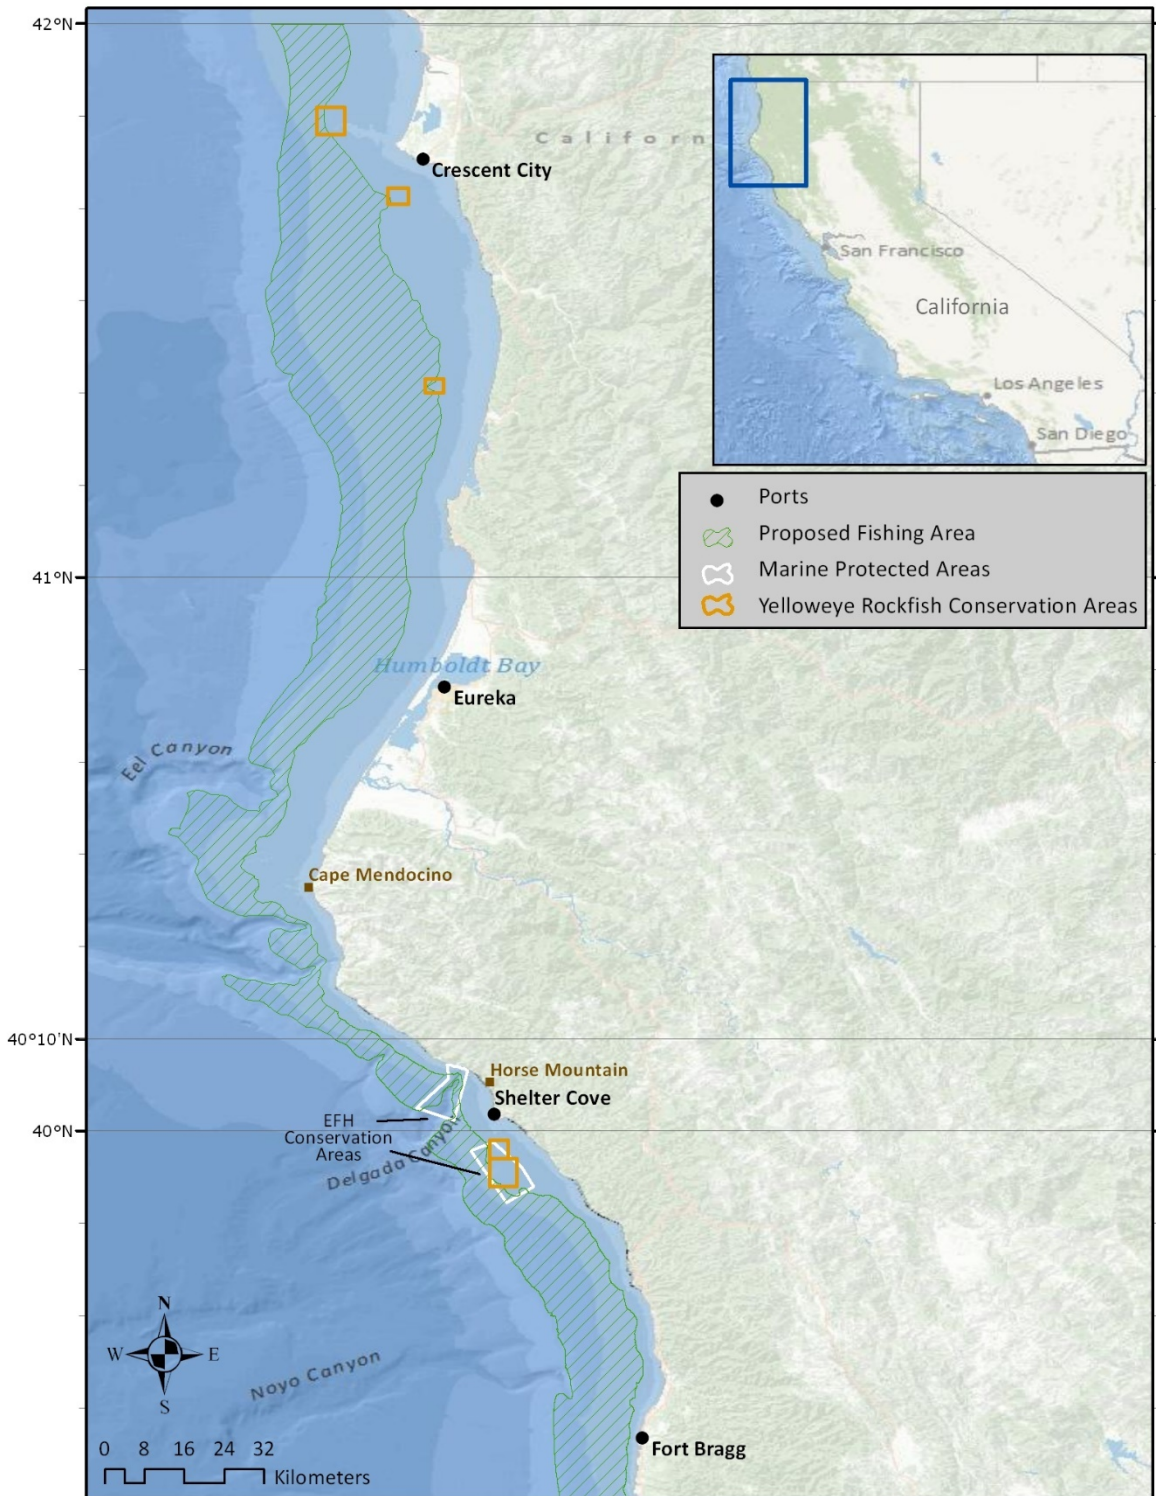 42°N
Californ
Crescent City
San Francisco
California
Los Angeles
San Diego
Ports
Proposed Fishing Area
Marine Protected Areas
Yelloweye Rockfish Conservation Areas
41°N
Humboldt Bay
Eureka
Eel Canyon
Cape Mendocino
40°10'N
Horse Mountain
Shelter Cove
EFH
Conservation
Areas
40°N
Delgada Canyon
N
W E
S
Noyo Canyon
Fort Bragg
0 8 16 24 32
Kilometers